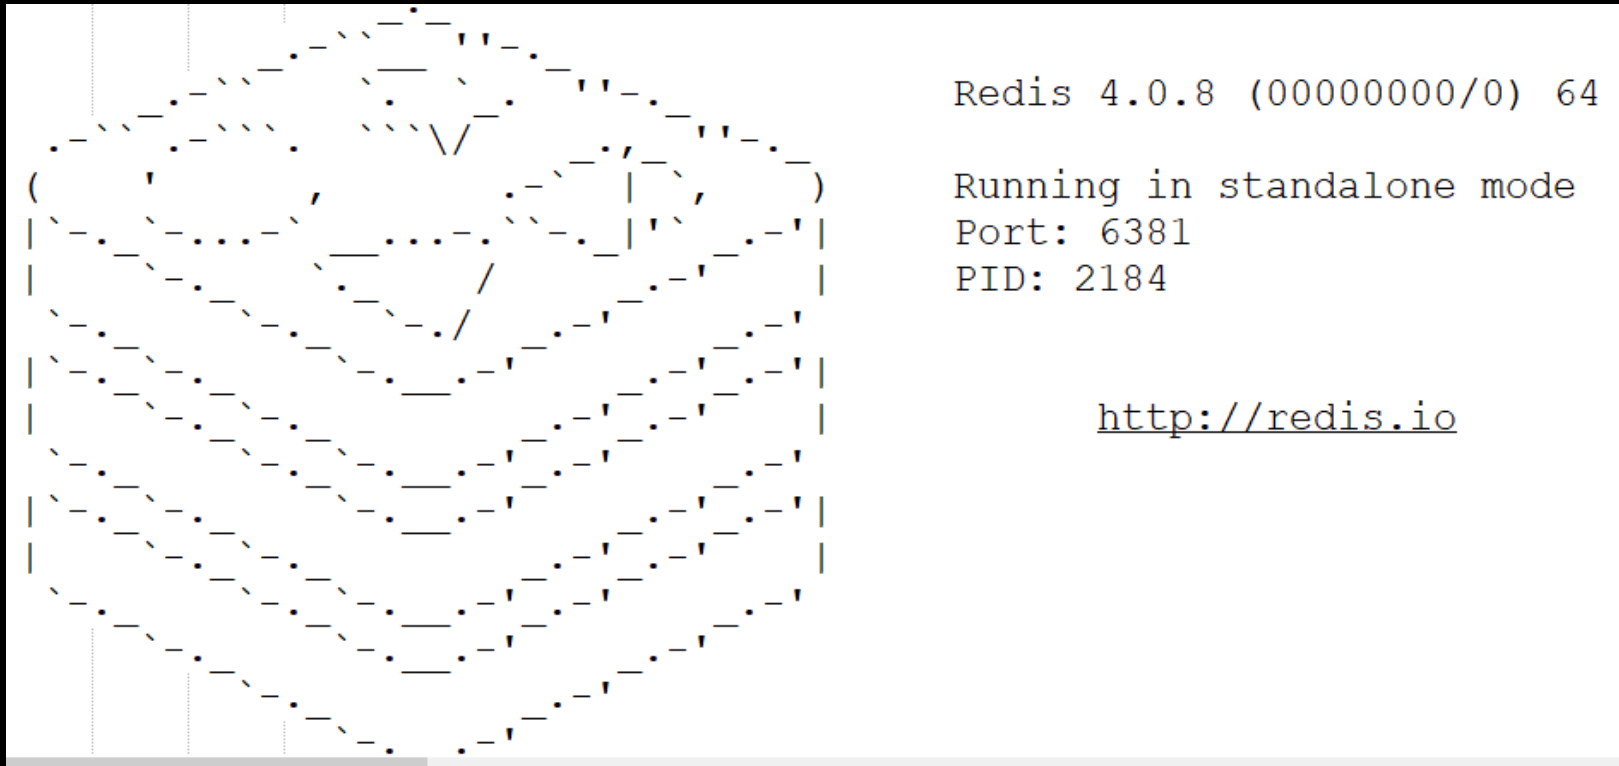 Redis 4.0.8 (00000000/0) 64
Running in standalone mode
Port: 6381
PID: 2184
http://redis.io